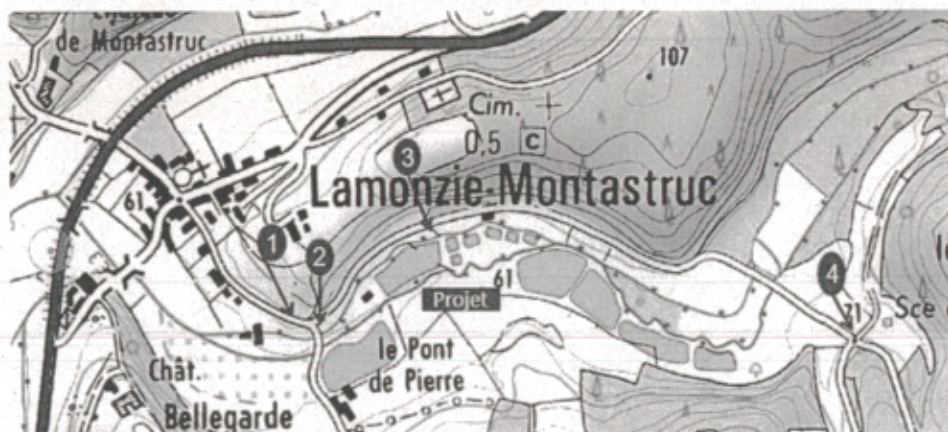 Château
de Montastruc
107
Cim.
0,5 C
3
61
Lamonzie-Montastruc
1
2
4
61
Projet
71
Sce
le Pont
de Pierre
Chât.
Bellegarde